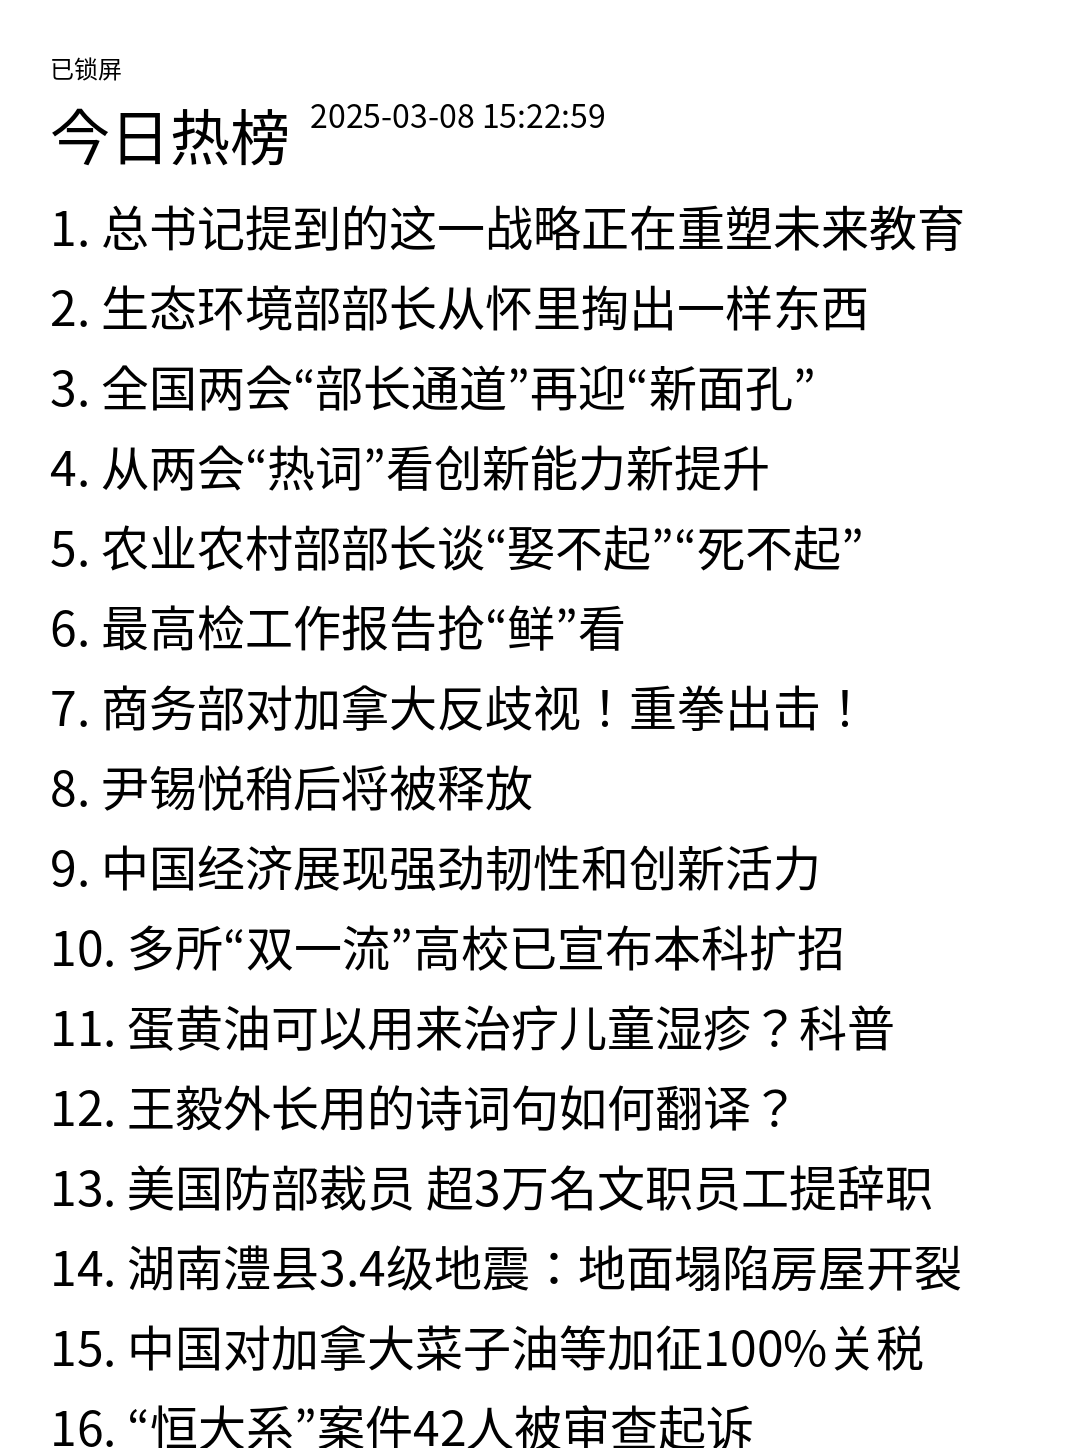 已锁屏
今日热榜 2025-03-08 15:22:59
1. 总书记提到的这一战略正在重塑未来教育
2. 生态环境部部长从怀里掏出一样东西
3. 全国两会“部长通道”再迎“新面孔”
4. 从两会“热词”看创新能力新提升
5. 农业农村部部长谈“娶不起”“死不起”
6. 最高检工作报告抢“鲜”看
7. 商务部对加拿大反歧视！重拳出击！
8. 尹锡悦稍后将被释放
9. 中国经济展现强劲韧性和创新活力
10. 多所“双一流”高校已宣布本科扩招
11. 蛋黄油可以用来治疗儿童湿疹？科普
12. 王毅外长用的诗词句如何翻译？
13. 美国防部裁员 超3万名文职员工提辞职
14. 湖南澧县3.4级地震：地面塌陷房屋开裂
15. 中国对加拿大菜子油等加征100%关税
16. “恒大系”案件42人被审查起诉